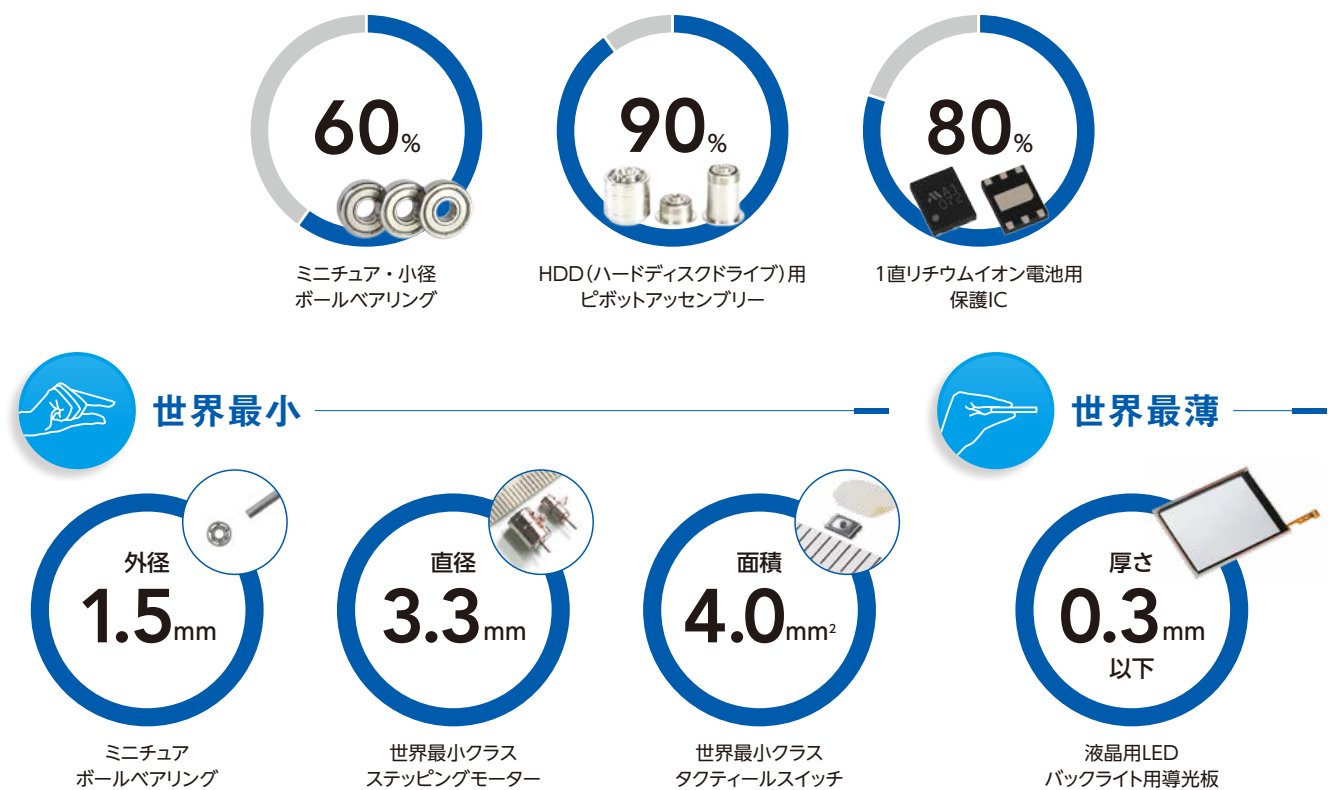 60%
ミニチュア・小径
ボールベアリング
90%
HDD（ハードディスクドライブ）用
ピボットアッセンブリー
80%
A1
072
1直リチウムイオン電池用
保護IC
世界最小
外径
1.5mm
ミニチュア
ボールベアリング
直径
3.3mm
世界最小クラス
ステッピングモーター
面積
4.0mm²
世界最小クラス
タクティールスイッチ
世界最薄
厚さ
0.3mm
以下
液晶用LED
バックライト用導光板